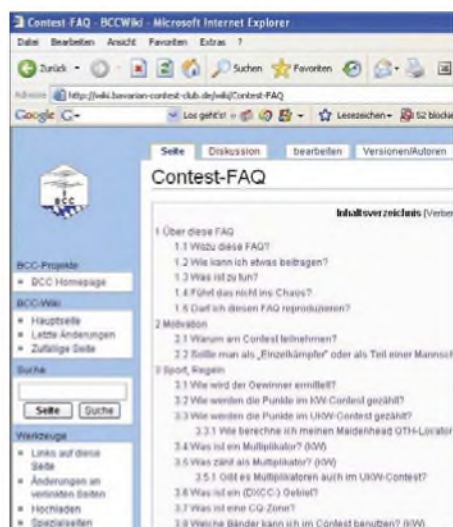 Contest-FAQ - BCCWiki - Microsoft Internet Explorer
Datei Bearbeiten Ansicht Favoriten Extras ?
Zurück Suchen Favoriten
Adresse http://wiki.bavarian-contest-club.de/wiki/Contest-FAQ
Google G Los geht's! Lesezeichen 52 blockiert
Seite Diskussion bearbeiten Versionen/Autoren
Contest-FAQ
BCC
Inhaltsverzeichnis
1 Über diese FAQ
1.1 Wozu diese FAQ?
1.2 Wie kann ich etwas beitragen?
1.3 Was ist zu tun?
1.4 Führt das nicht ins Chaos?
1.5 Darf ich diesen FAQ reproduzieren?
2 Motivation
2.1 Warum am Contest teilnehmen?
2.2 Sollte man als „Einzelkämpfer" oder als Teil einer Mannsch
3 Sport, Regeln
3.1 Wie wird der Gewinner ermittelt?
3.2 Wie werden die Punkte im KW-Contest gezählt?
3.3 Wie werden die Punkte im UKW-Contest gezählt?
3.3.1 Wie berechne ich meinen Maidenhead QTH-Locator
3.4 Was ist ein Multiplikator? (KW)
3.5 Was zählt als Multiplikator? (KW)
3.5.1 Gibt es Multiplikatoren auch im UKW-Contest?
3.6 Was ist ein (DXCC-) Gebiet?
3.7 Was ist eine CQ-Zone?
3.8 Welche Bänder kann ich im Contest benutzen? (KW)
BCC-Projekte
BCC Homepage
BCC-Wiki
Hauptseite
Letzte Änderungen
Zufällige Seite
Suche
Seite Suche
Werkzeuge
Links auf diese
Seite
Änderungen an
verlinkten Seiten
Hochladen
Spezialseiten